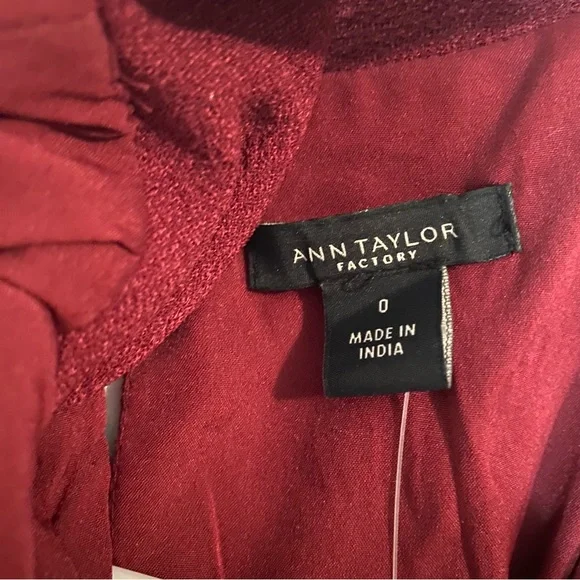 ANN TAYLOR
FACTORY
0
MADE IN
INDIA